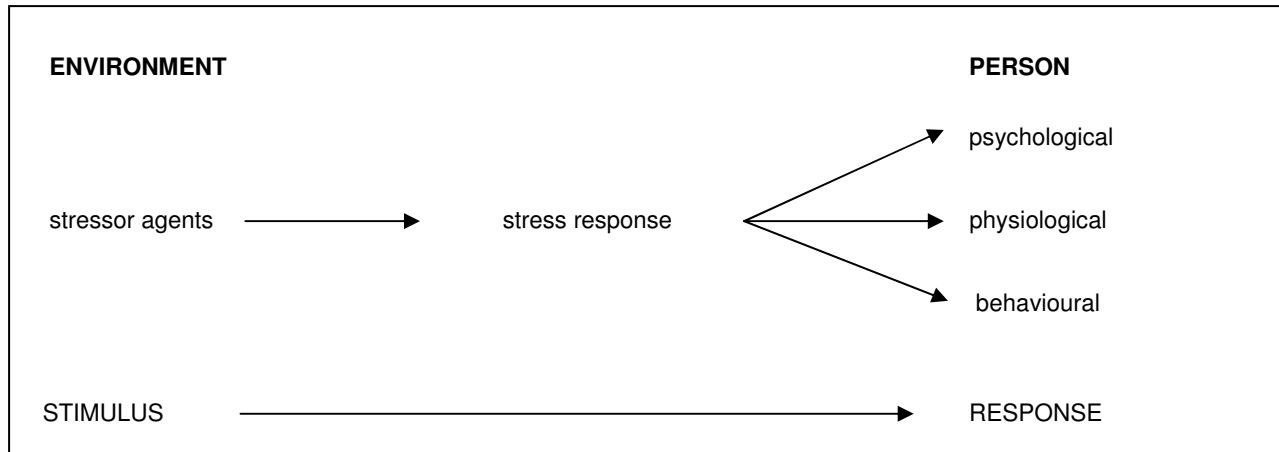 ENVIRONMENT PERSON
psychological
stressor agents stress response physiological
behavioural
STIMULUS RESPONSE